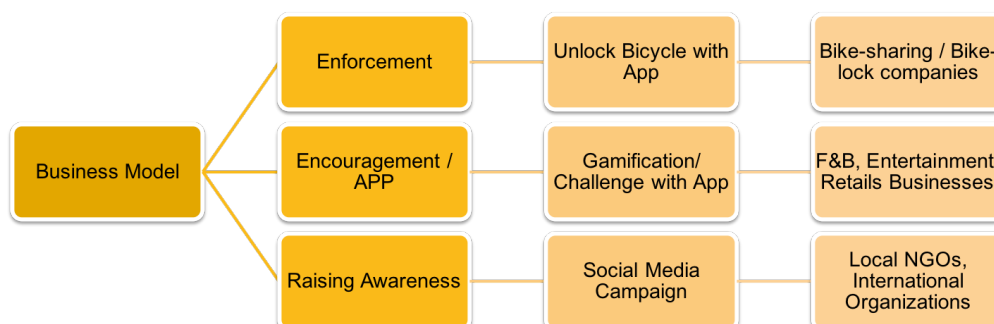 Enforcement
Unlock Bicycle with
App
Bike-sharing / Bike-
lock companies
Business Model
Encouragement /
APP
Gamification/
Challenge with App
F&B, Entertainment
Retails Businesses
Raising Awareness
Social Media
Campaign
Local NGOs,
International
Organizations